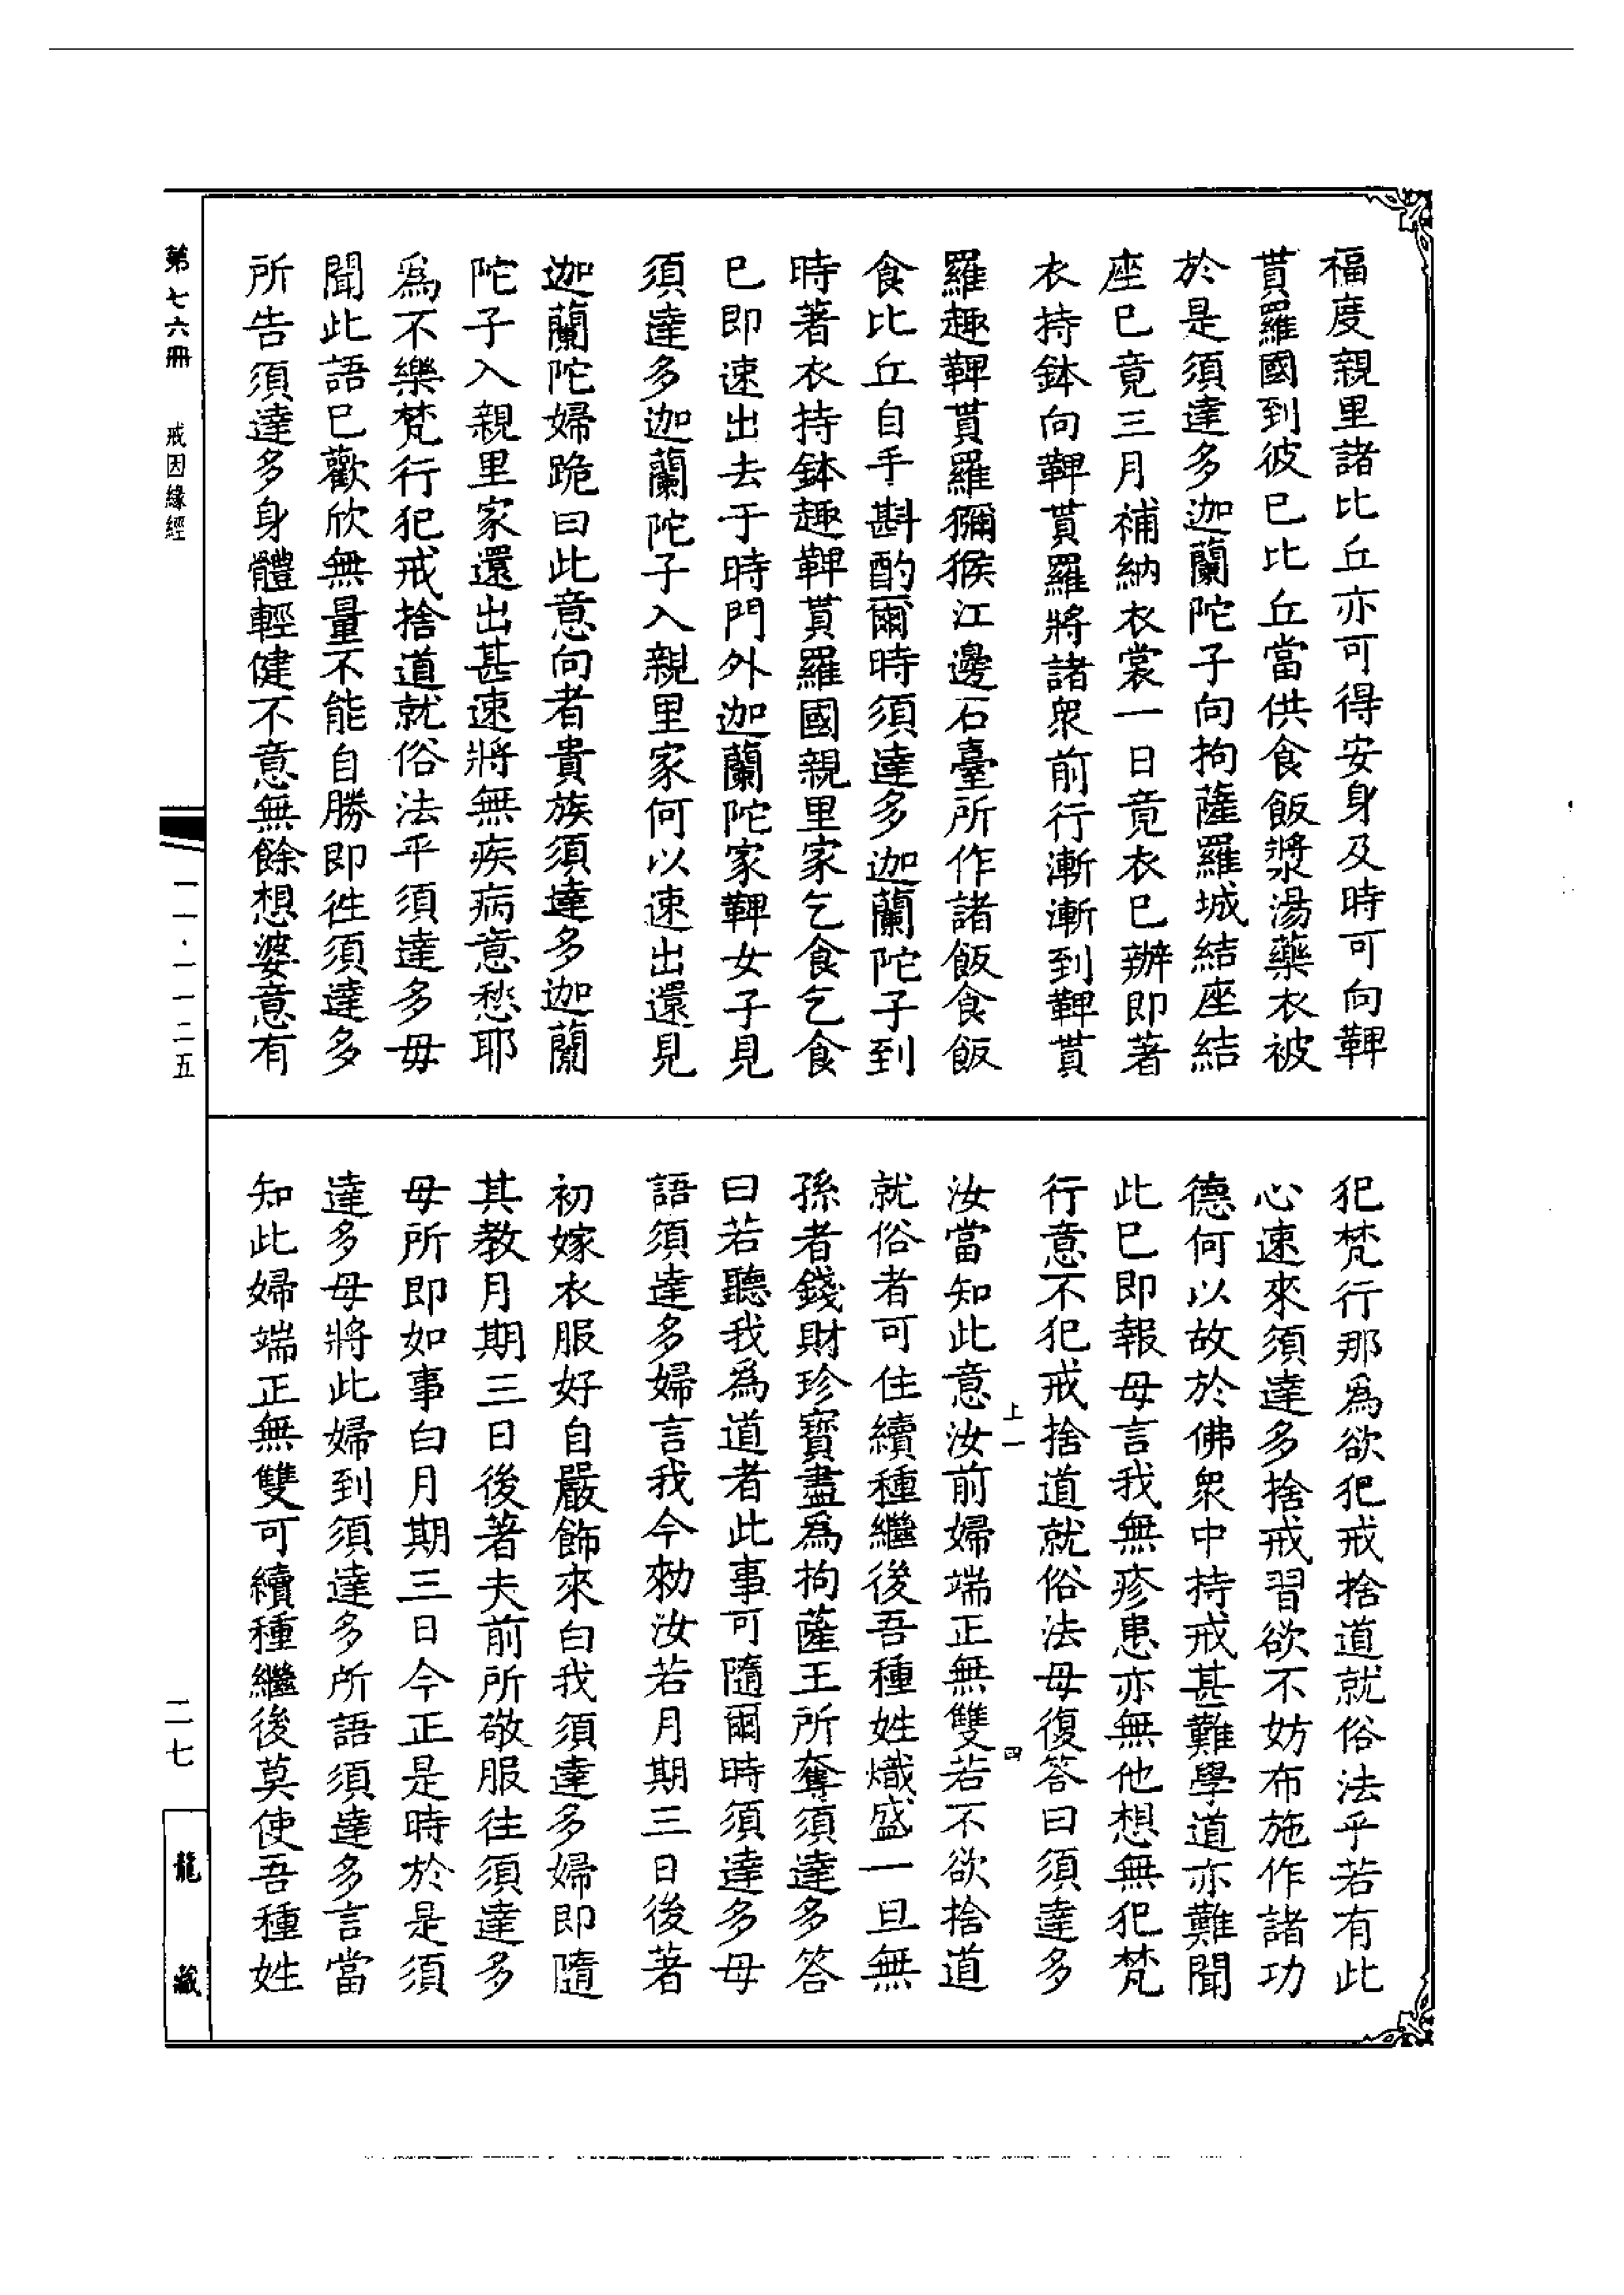 福度親里諸比丘亦可得安身及時可向鞞
貰羅國到彼已比丘當供食飯漿湯藥衣被
於是須達多迦蘭陀子向拘薩羅城結座結
座已竟三月補納衣裳一日竟衣已辦即著
衣持鉢向鞞貰羅將諸衆前行漸漸到鞞貰
羅趣鞞貰羅獼猴江邊石臺所作諸飯食飯
食比丘自手斟酌爾時須達多迦蘭陀子到
時著衣持鉢趣鞞貰羅國親里家乞食乞食
已即速出去于時門外迦蘭陀家鞞女子見
須達多迦蘭陀子入親里家何以速出還見
迦蘭陀婦跪曰此意向者貴族須達多迦蘭
陀子入親里家還出甚速將無疾病意愁耶
爲不樂梵行犯戒捨道就俗法乎須達多母
聞此語已歡欣無量不能自勝即徃須達多
所告須達多身體輕健不意無餘想婆意有
犯梵行那爲欲犯戒捨道就俗法乎若有此
心速來須達多捨戒習欲不妨布施作諸功
德何以故於佛衆中持戒甚難學道亦難聞
此已即報母言我無疹患亦無他想無犯梵
行意不犯戒捨道就俗法母復答曰須達多
上一
四
汝當知此意汝前婦端正無雙若不欲捨道
就俗者可住續種繼後吾種姓熾盛一旦無
孫者錢財珍寶盡爲拘薩王所奪須達多答
曰若聽我爲道者此事可隨爾時須達多母
語須達多婦言我今勑汝若月期三日後著
初嫁衣服好自嚴飾來白我須達多婦即隨
其教月期三日後著夫前所敬服往須達多
母所即如事白月期三日今正是時於是須
達多母將此婦到須達多所語須達多言當
知此婦端正無雙可續種繼後莫使吾種姓
第七六冊
戒因緣經
一一·一一二五
二七
龍藏